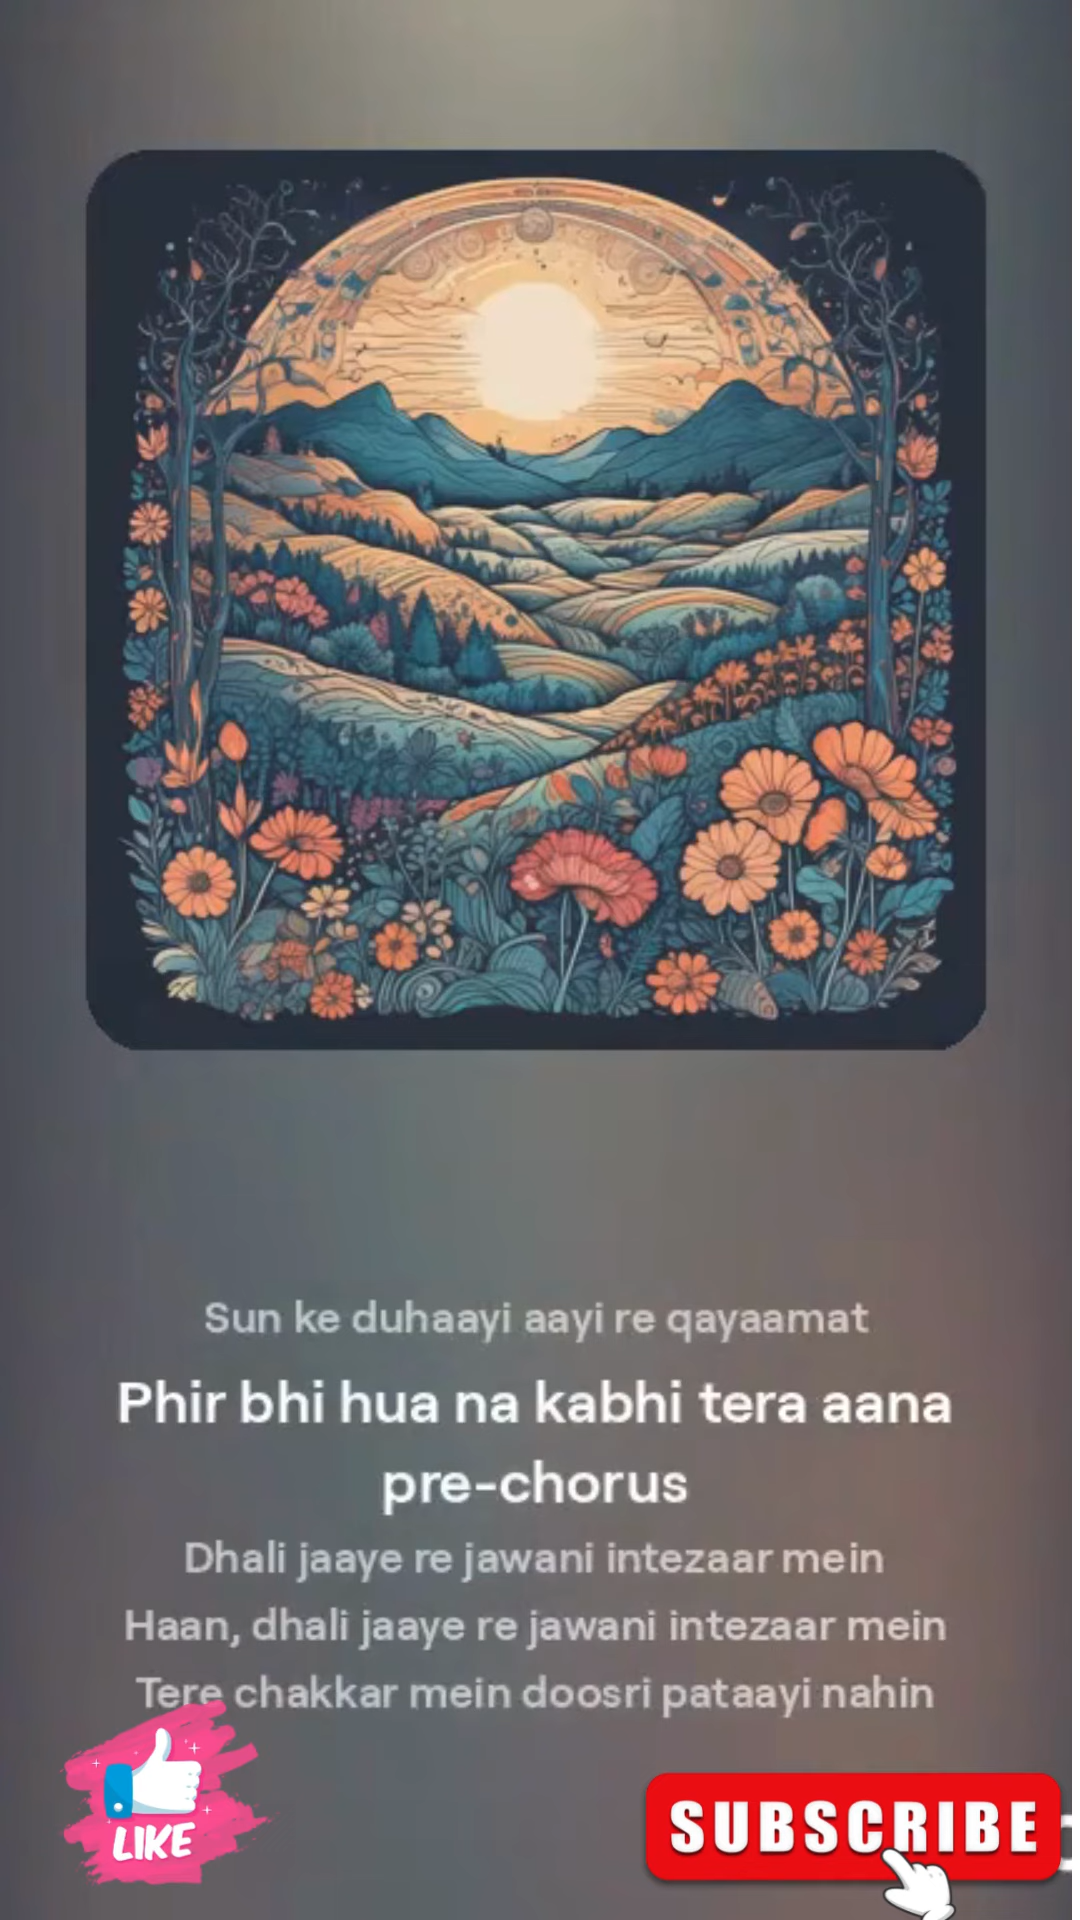 Sun ke duhaayi aayi re qayaamat
Phir bhi hua na kabhi tera aana
pre-chorus
Dhali jaaye re jawani intezaar mein
Haan, dhali jaaye re jawani intezaar mein
Tere chakkar mein doosri pataayi nahin
LIKE
SUBSCRIBE